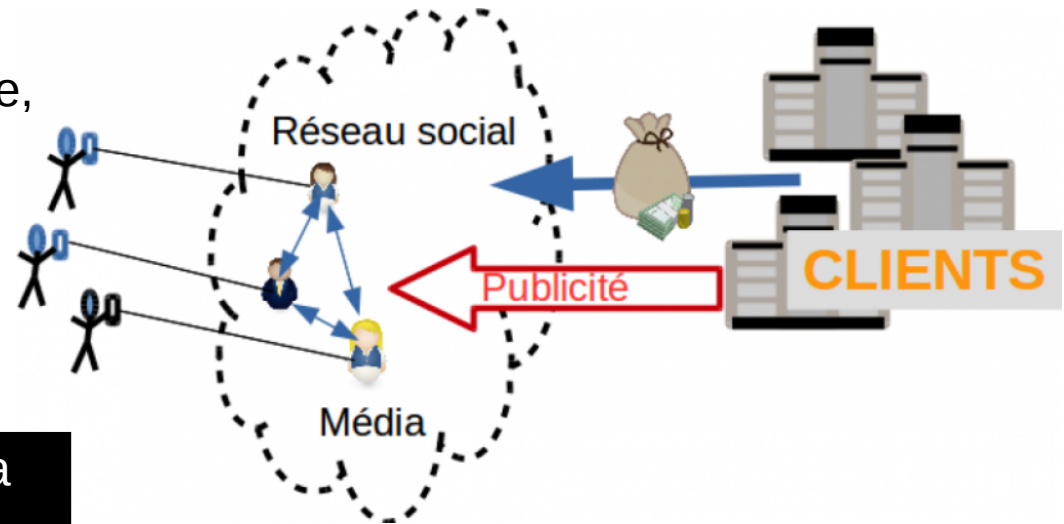 e,
Réseau social
Publicité
CLIENTS
Média
a